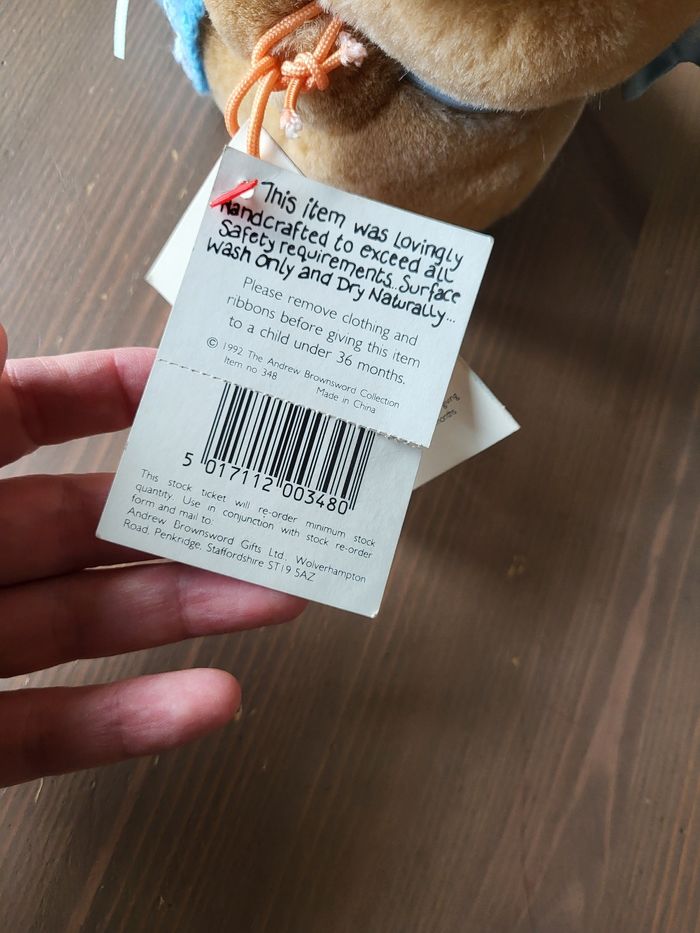 This item was lovingly
Handcrafted to exceed all
Safety requirements...Surface
wash Only and Dry Naturally...
Please remove clothing and
ribbons before giving this item
to a child under 36 months.
© 1992 The Andrew Brownsword Collection
Item no 348
Made in China
5 017112 003480
This stock ticket will re-order minimum stock
quantity. Use in conjunction with stock re-order
form and mail to:
Andrew Brownsword Gifts Ltd., Wolverhampton
Road, Penkridge, Staffordshire ST19 5AZ